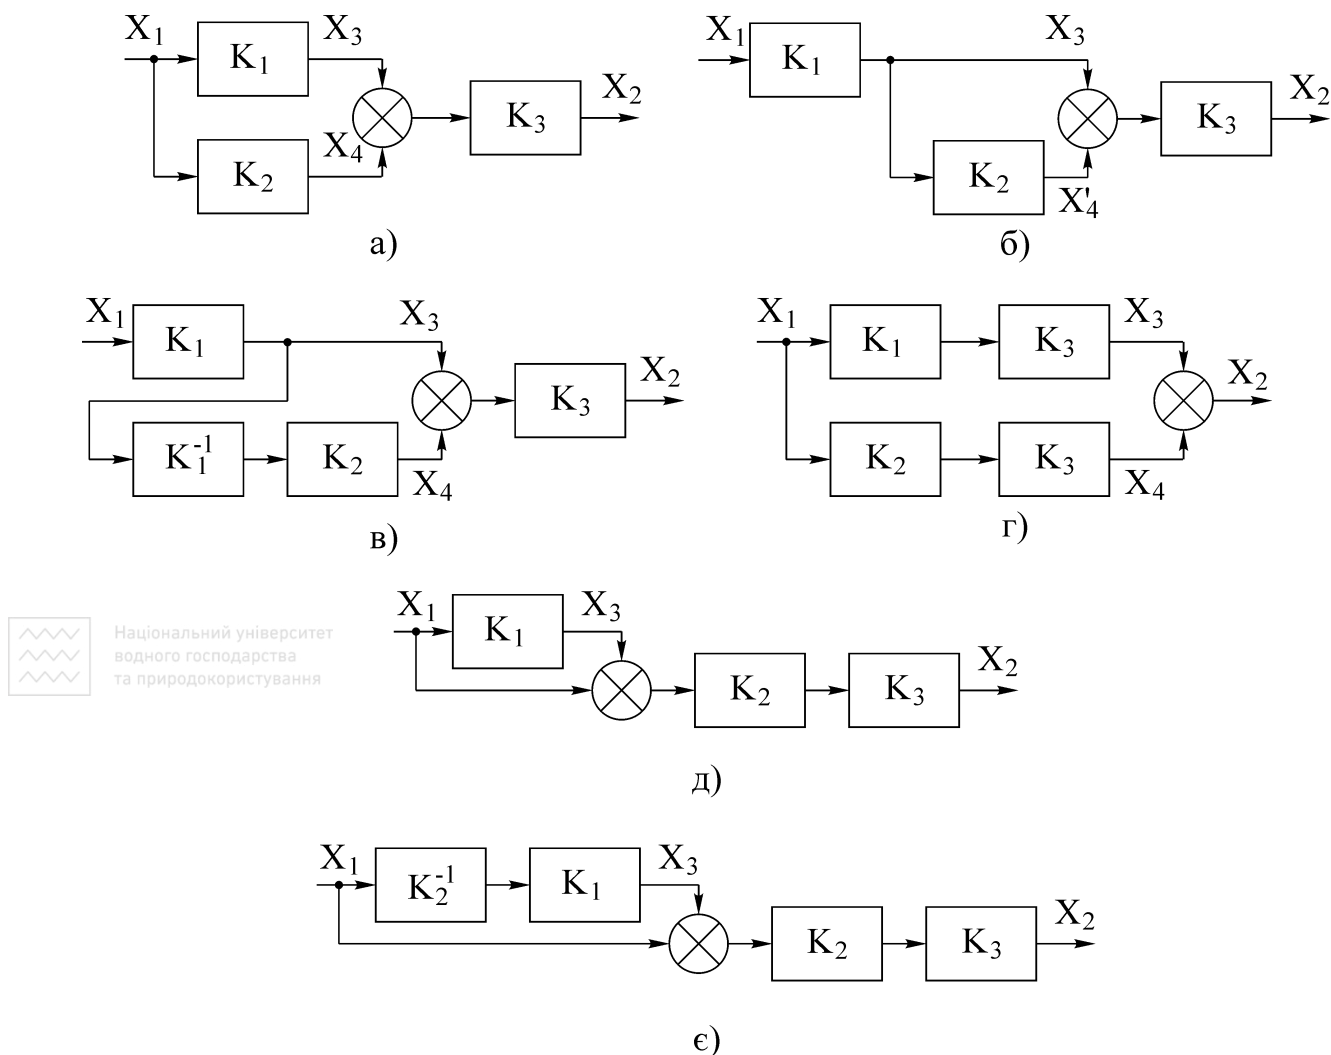 X1 K1 X3 K3 X2
K2 X4
а)
X1 K1 X3 K3 X2
K2 X'4
б)
X1 K1 X3 K3 X2
K1-1 K2 X4
в)
X1 K1 K3 X3 X2
K2 K3 X4
г)
Національний університет
водного господарства
та природокористування
X1 K1 X3 K2 K3 X2
д)
X1 K2-1 K1 X3 K2 K3 X2
є)